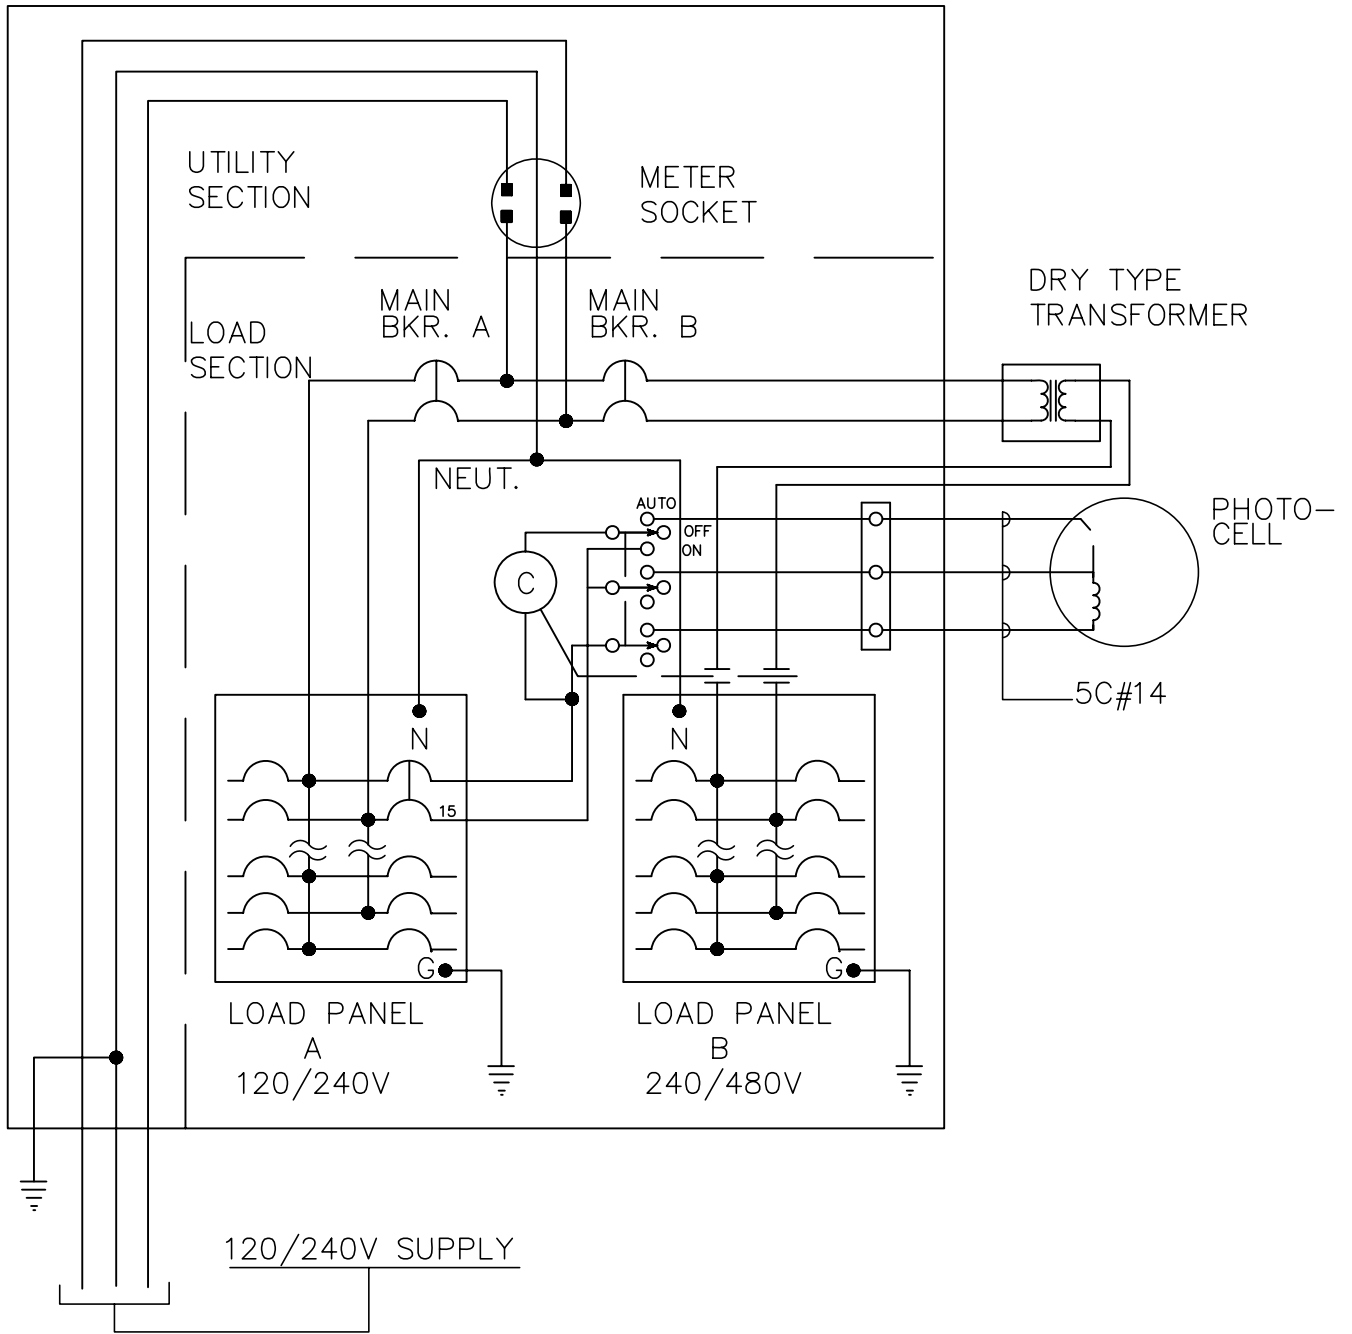 UTILITY
SECTION
METER
SOCKET
DRY TYPE
TRANSFORMER
MAIN
BKR. A
MAIN
BKR. B
LOAD
SECTION
NEUT.
AUTO
OFF
ON
PHOTO-
CELL
C
5C#14
N
N
15
G
G
LOAD PANEL
A
120/240V
LOAD PANEL
B
240/480V
120/240V SUPPLY